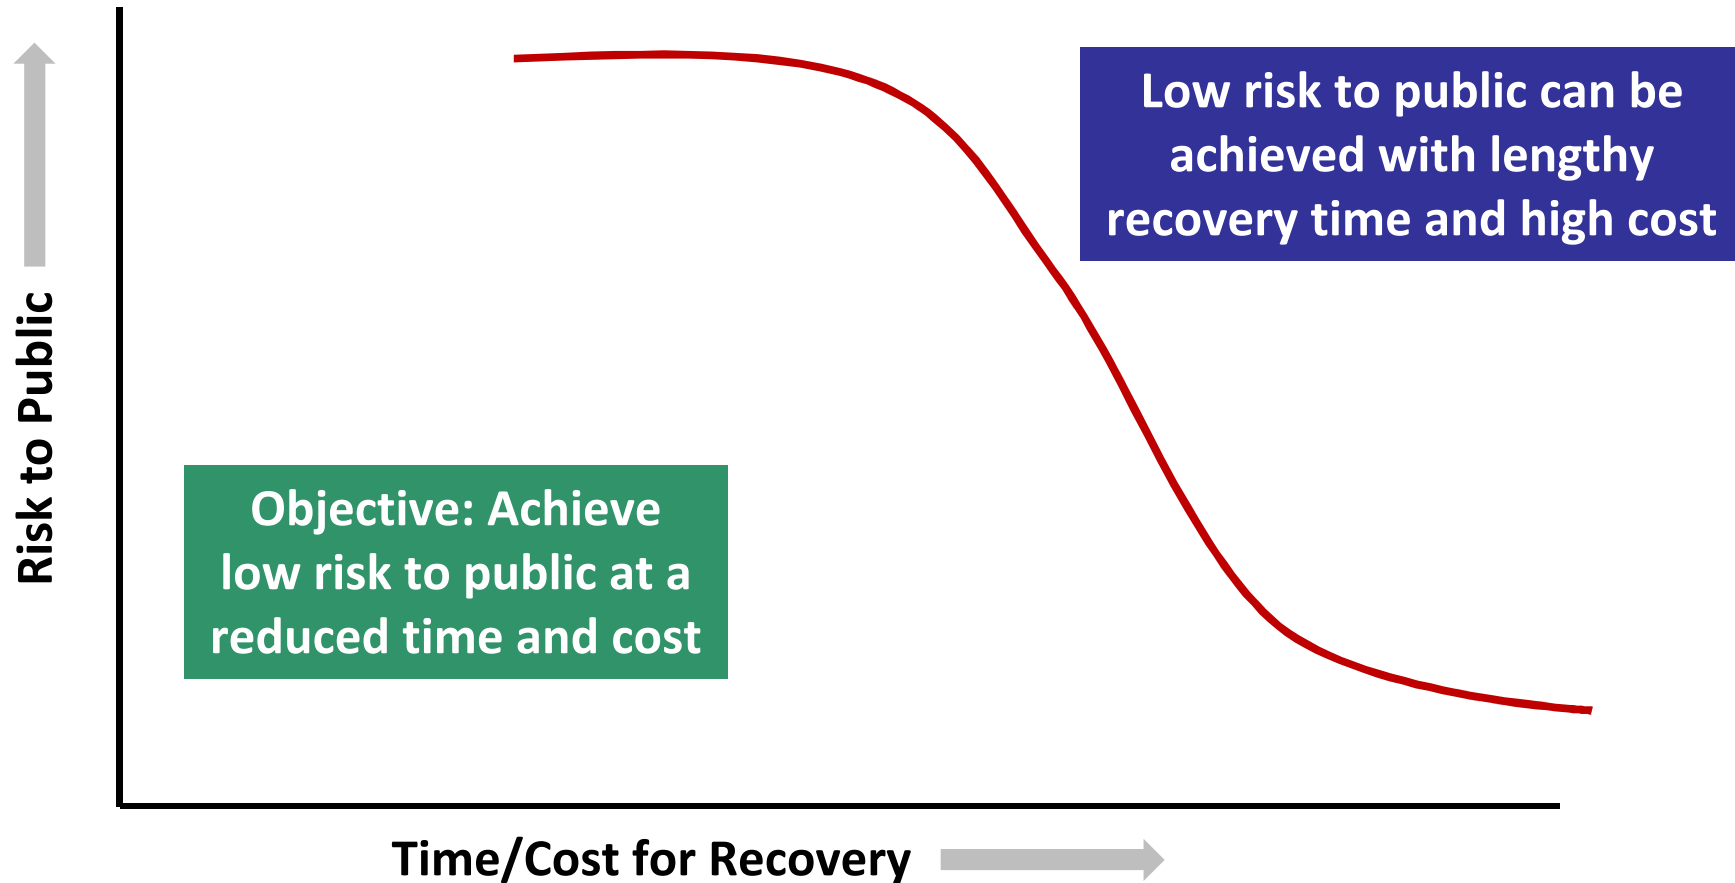 Low risk to public can be
achieved with lengthy
recovery time and high cost
Risk to Public
Objective: Achieve
low risk to public at a
reduced time and cost
Time/Cost for Recovery